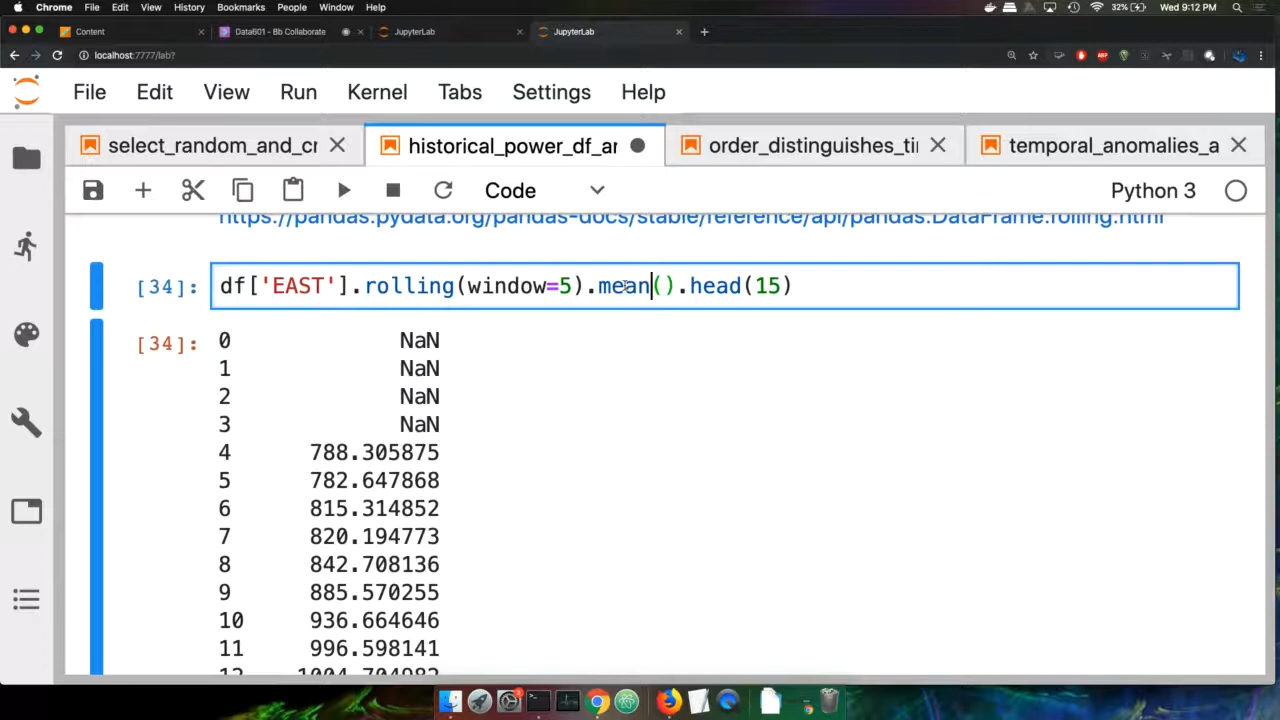 Chrome File Edit View History Bookmarks People Window Help 32% Wed 9:12 PM
Content Data601 - Bb Collaborate JupyterLab JupyterLab
localhost:7777/lab?
File Edit View Run Kernel Tabs Settings Help
select_random_and_cr historical_power_df_ar order_distinguishes_ti temporal_anomalies_a
Code Python 3
https://pandas.pydata.org/pandas-docs/stable/reference/api/pandas.DataFrame.rolling.html
[34]: df['EAST'].rolling(window=5).mean().head(15)
[34]: 0 NaN
1 NaN
2 NaN
3 NaN
4 788.305875
5 782.647868
6 815.314852
7 820.194773
8 842.708136
9 885.570255
10 936.664646
11 996.598141
12 1004.704982